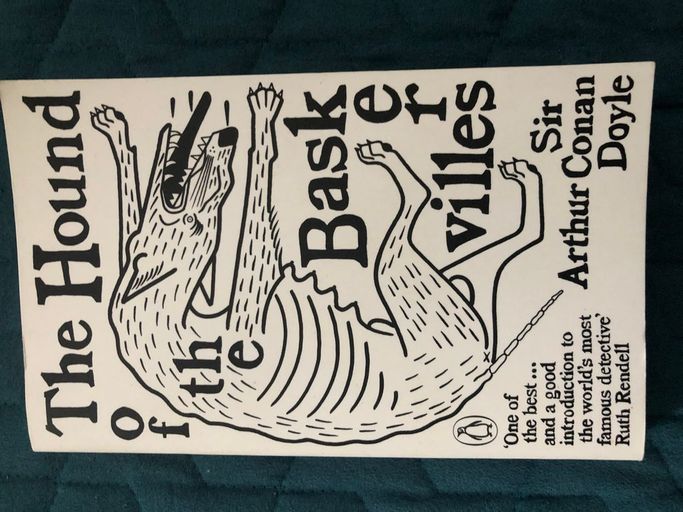 The Hound
of the
Basker
villes
Sir
Arthur Conan
Doyle
'One of
the best...
and a good
introduction to
the world's most
famous detective'
Ruth Rendell